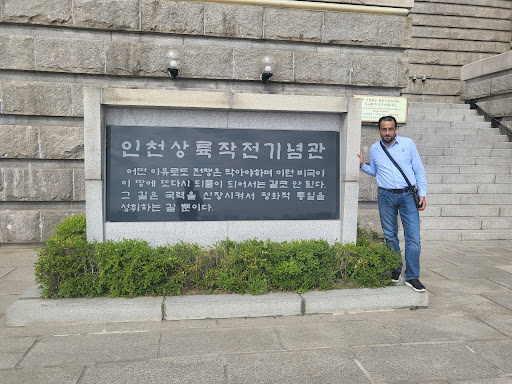 인천상륙작전기념관
어떤 이유로도 전쟁은 막아야하며 이런 비극이
이 땅에 또다시 되풀이 되어서는 결코 안 된다.
그 길은 국력을 신장시켜서 평화적 통일을
성취하는 길 뿐이다.